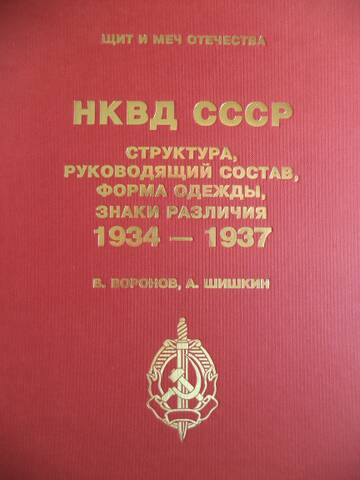 ЩИТ И МЕЧ ОТЕЧЕСТВА
НКВД СССР
СТРУКТУРА,
РУКОВОДЯЩИЙ СОСТАВ,
ФОРМА ОДЕЖДЫ,
ЗНАКИ РАЗЛИЧИЯ
1934 — 1937
В. ВОРОНОВ, А. ШИШКИН